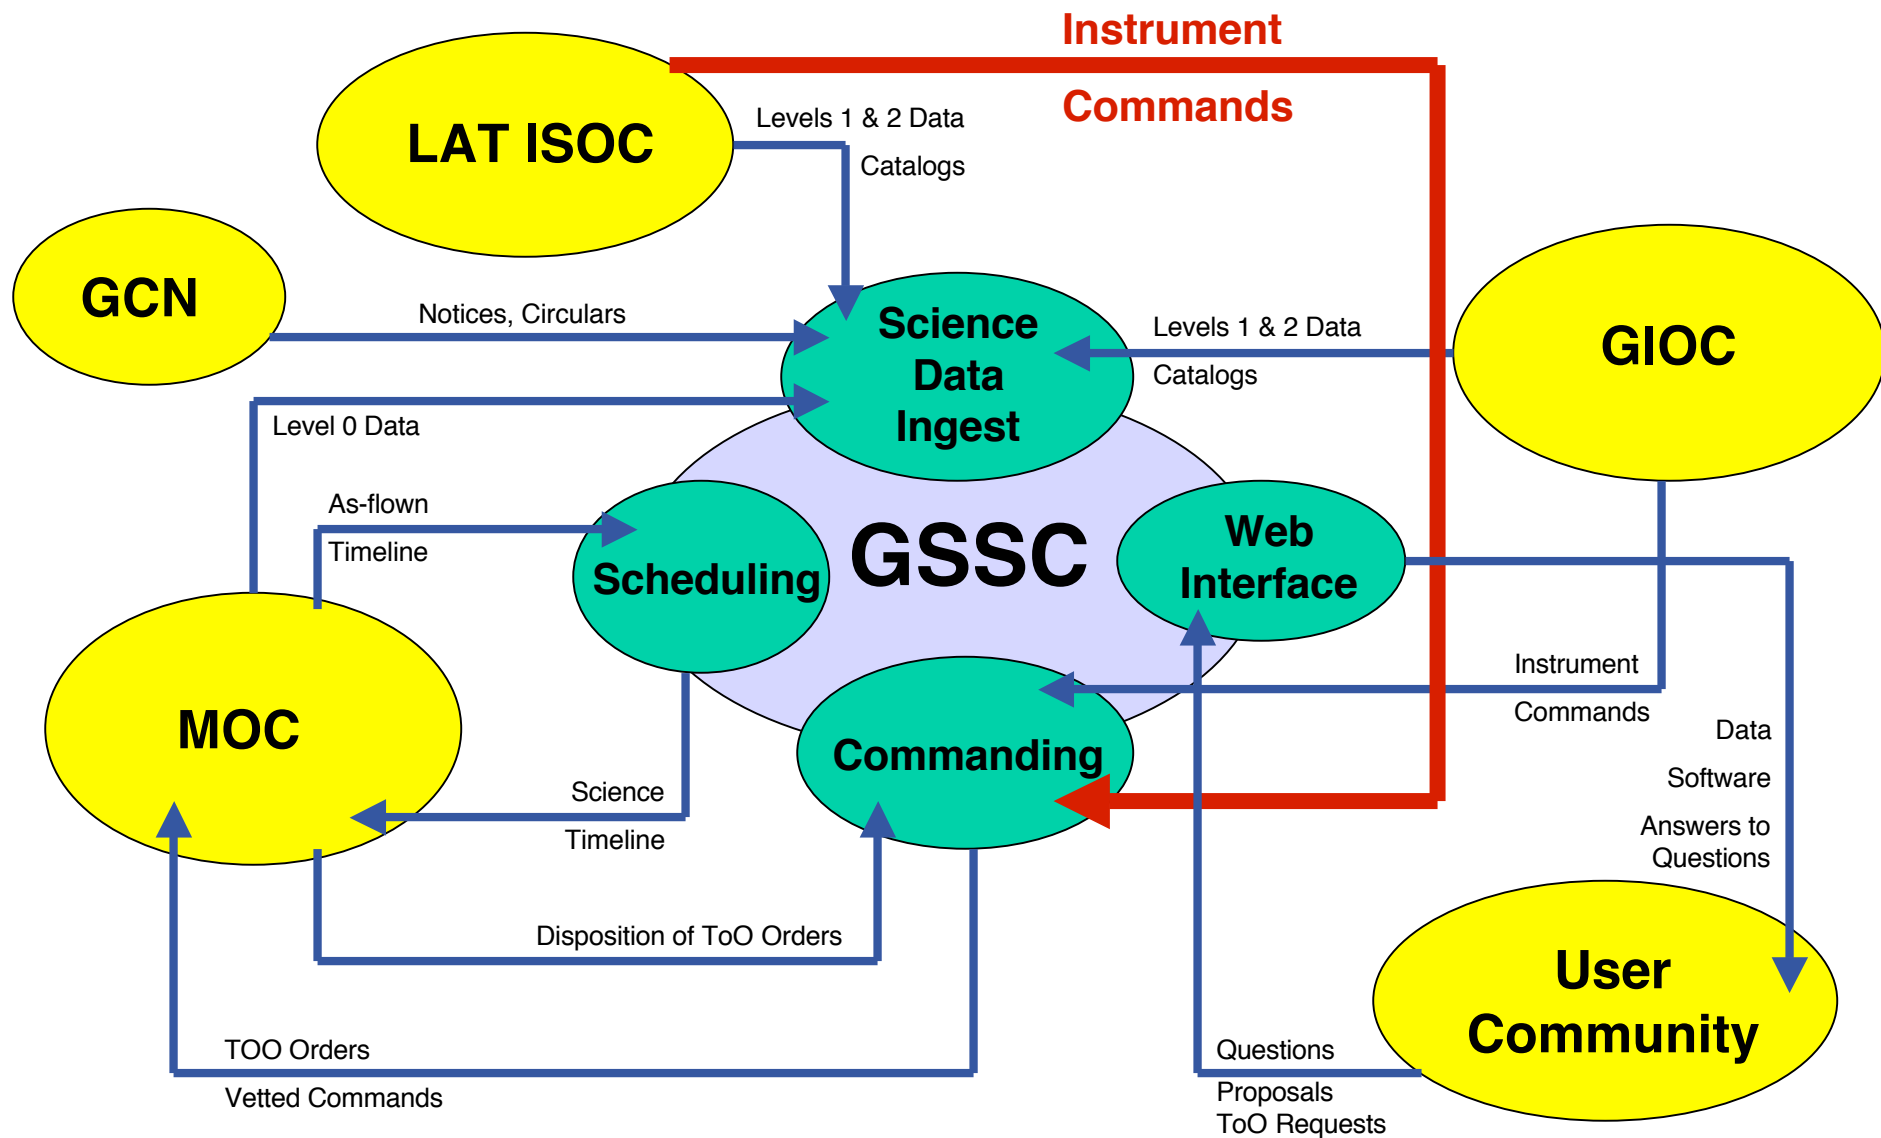 Instrument
Commands
LAT ISOC
Levels 1 & 2 Data
Catalogs
GCN
Notices, Circulars
Science
Data
Ingest
Levels 1 & 2 Data
Catalogs
GIOC
Level 0 Data
As-flown
Timeline
Scheduling
GSSC
Web
Interface
MOC
Commanding
Instrument
Commands
Science
Timeline
Data
Software
Answers to
Questions
Disposition of ToO Orders
User
Community
TOO Orders
Vetted Commands
Questions
Proposals
ToO Requests